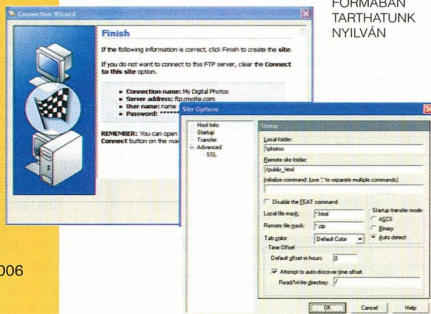 FORMÁBAN
TARTHATUNK
NYILVÁN
Connection Wizard
Finish
If the following information is correct, click Finish to create the site.
If you do not want to connect to this FTP server, clear the Connect
to this site option.
Connection name: My Digital Photos
Server address: ftp.mysite.com
User name: name
Password: ******
REMEMBER: You can open
Connect button on the mai
Site Options
Host Info
Startup
Transfer
Advanced
SSL
Startup
Local folder:
\photos
Remote site folder:
/public_html
Initialize command: (use ";" to separate multiple commands)
Disable the FEAT command
Local file mask: *.html
Remote file mask: *.zip
Tab color: Default Color
Startup transfer mode
ASCII
Binary
Auto detect
Time Offset
Default offset in hours: 0
Attempt to auto-discover time offset.
Read/Write directory: /
OK Cancel Help
006